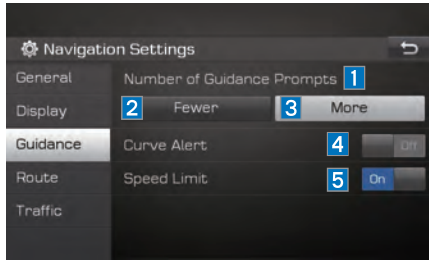 Navigation Settings
General
Number of Guidance Prompts 1
Display
2 Fewer 3 More
Guidance
Curve Alert 4 Off
Route
Speed Limit 5 On
Traffic